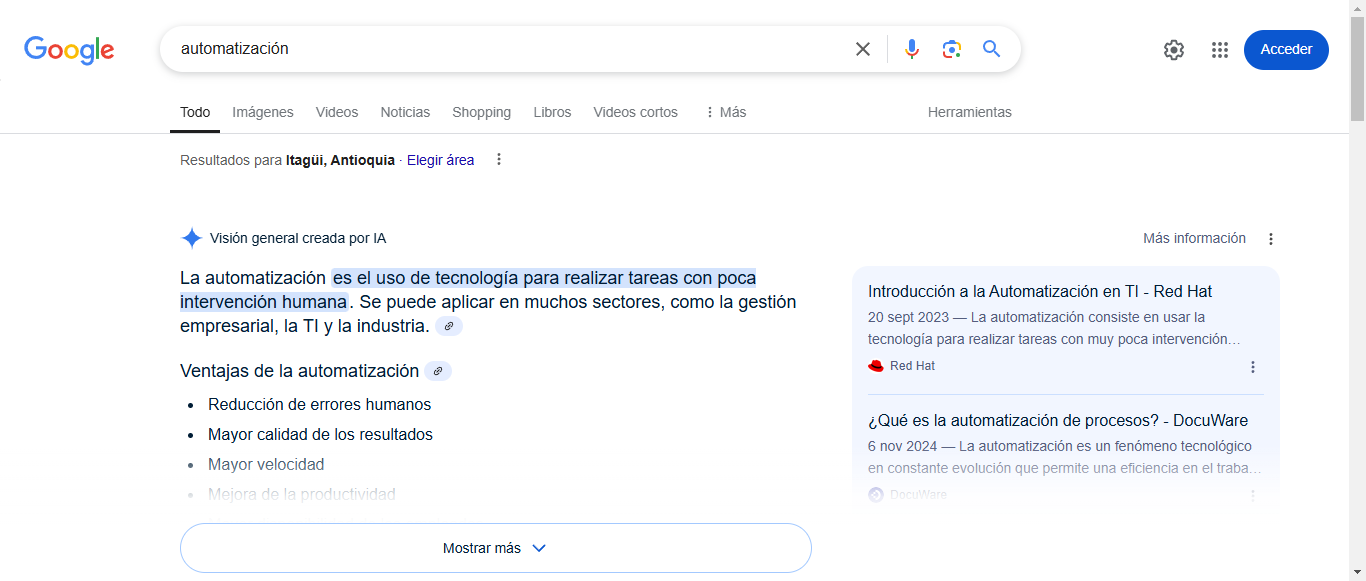 Google
automatización
Acceder
Todo Imágenes Videos Noticias Shopping Libros Videos cortos Más Herramientas
Resultados para Itagüi, Antioquia · Elegir área
Visión general creada por IA
Más información
La automatización es el uso de tecnología para realizar tareas con poca
intervención humana. Se puede aplicar en muchos sectores, como la gestión
empresarial, la TI y la industria.
Ventajas de la automatización
• Reducción de errores humanos
• Mayor calidad de los resultados
• Mayor velocidad
• Mejora de la productividad
Mostrar más
Introducción a la Automatización en TI - Red Hat
20 sept 2023 — La automatización consiste en usar la
tecnología para realizar tareas con muy poca intervención…
Red Hat
¿Qué es la automatización de procesos? - DocuWare
6 nov 2024 — La automatización es un fenómeno tecnológico
en constante evolución que permite una eficiencia en el traba…
DocuWare